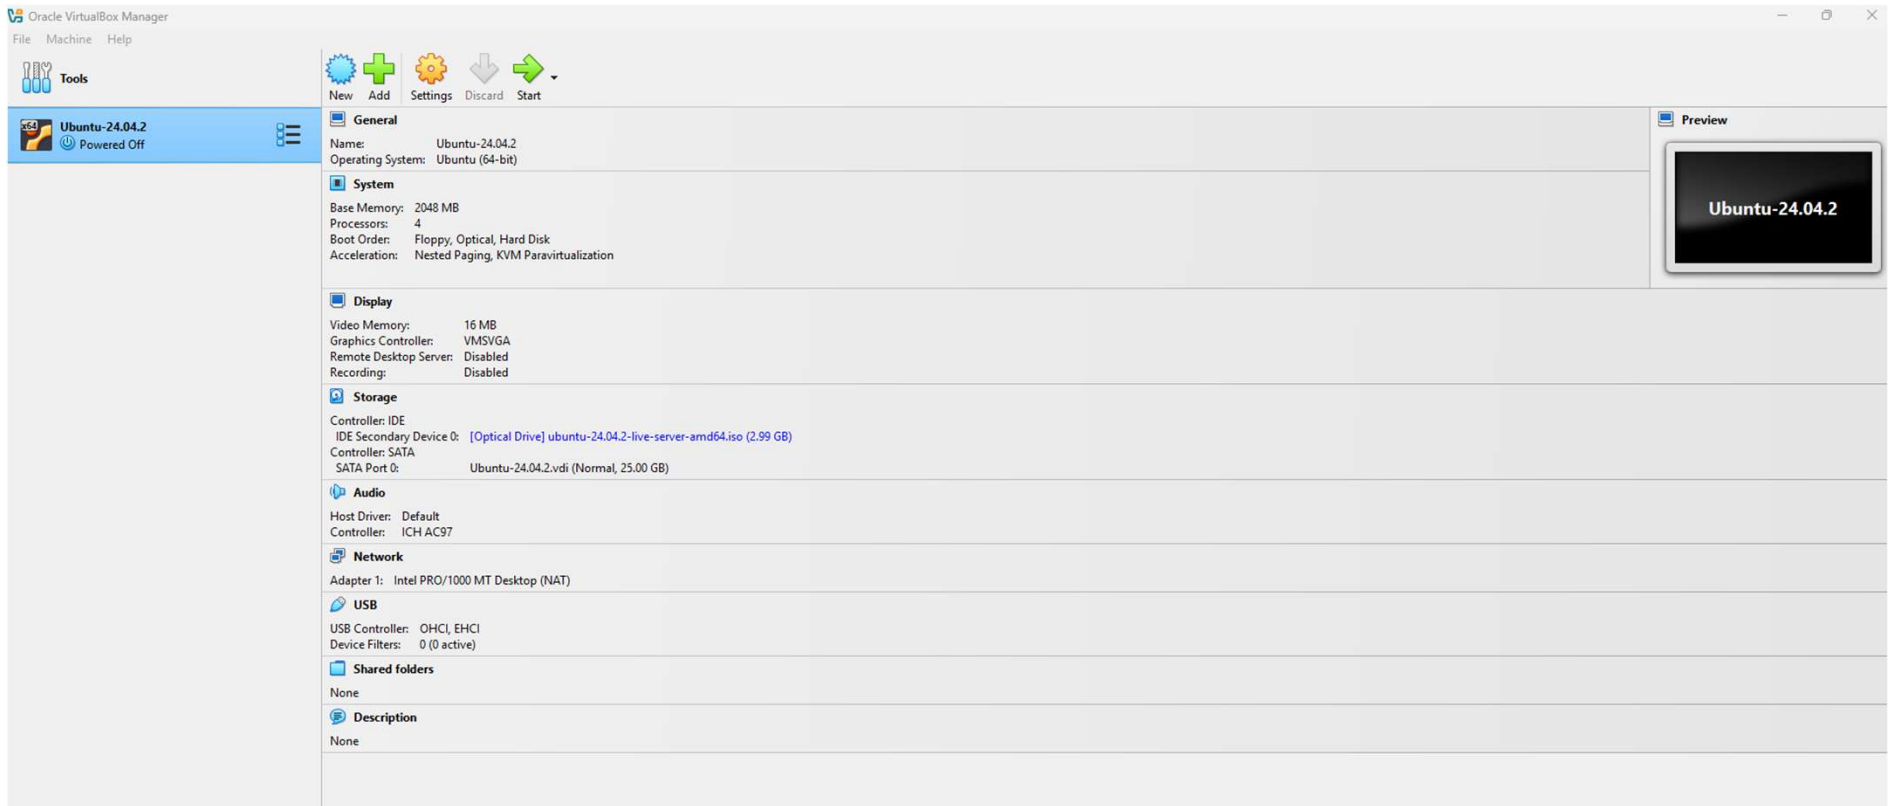 Oracle VirtualBox Manager
File Machine Help
Tools
New Add Settings Discard Start
x64
Ubuntu-24.04.2
Powered Off
General
Name: Ubuntu-24.04.2
Operating System: Ubuntu (64-bit)
Preview
Ubuntu-24.04.2
System
Base Memory: 2048 MB
Processors: 4
Boot Order: Floppy, Optical, Hard Disk
Acceleration: Nested Paging, KVM Paravirtualization
Display
Video Memory: 16 MB
Graphics Controller: VMSVGA
Remote Desktop Server: Disabled
Recording: Disabled
Storage
Controller: IDE
IDE Secondary Device 0: [Optical Drive] ubuntu-24.04.2-live-server-amd64.iso (2.99 GB)
Controller: SATA
SATA Port 0: Ubuntu-24.04.2.vdi (Normal, 25.00 GB)
Audio
Host Driver: Default
Controller: ICH AC97
Network
Adapter 1: Intel PRO/1000 MT Desktop (NAT)
USB
USB Controller: OHCI, EHCI
Device Filters: 0 (0 active)
Shared folders
None
Description
None